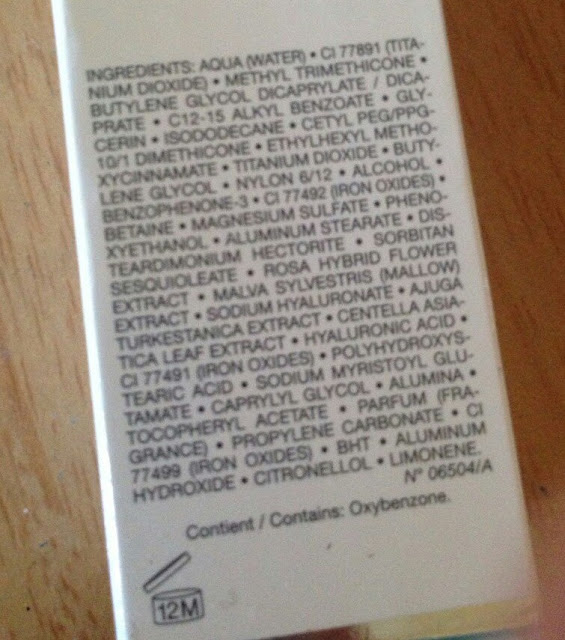 INGREDIENTS: AQUA (WATER) • CI 77891 (TITA-
NIUM DIOXIDE) • METHYL TRIMETHICONE •
BUTYLENE GLYCOL DICAPRYLATE / DICA-
PRATE • C12-15 ALKYL BENZOATE • GLY-
CERIN • ISODODECANE • CETYL PEG/PPG-
10/1 DIMETHICONE • ETHYLHEXYL METHO-
XYCINNAMATE • TITANIUM DIOXIDE • BUTY-
LENE GLYCOL • NYLON 6/12 • ALCOHOL •
BENZOPHENONE-3 • CI 77492 (IRON OXIDES) •
BETAINE • MAGNESIUM SULFATE • PHENO-
XYETHANOL • ALUMINUM STEARATE • DIS-
TEARDIMONIUM HECTORITE • SORBITAN
SESQUIOLEATE • ROSA HYBRID FLOWER
EXTRACT • MALVA SYLVESTRIS (MALLOW)
EXTRACT • SODIUM HYALURONATE • AJUGA
TURKESTANICA EXTRACT • CENTELLA ASIA-
TICA LEAF EXTRACT • HYALURONIC ACID •
CI 77491 (IRON OXIDES) • POLYHYDROXYS-
TEARIC ACID • SODIUM MYRISTOYL GLU-
TAMATE • CAPRYLYL GLYCOL • ALUMINA •
TOCOPHERYL ACETATE • PARFUM (FRA-
GRANCE) • PROPYLENE CARBONATE • CI
77499 (IRON OXIDES) • BHT • ALUMINUM
HYDROXIDE • CITRONELLOL • LIMONENE.
N° 06504/A
Contient / Contains: Oxybenzone.
12M